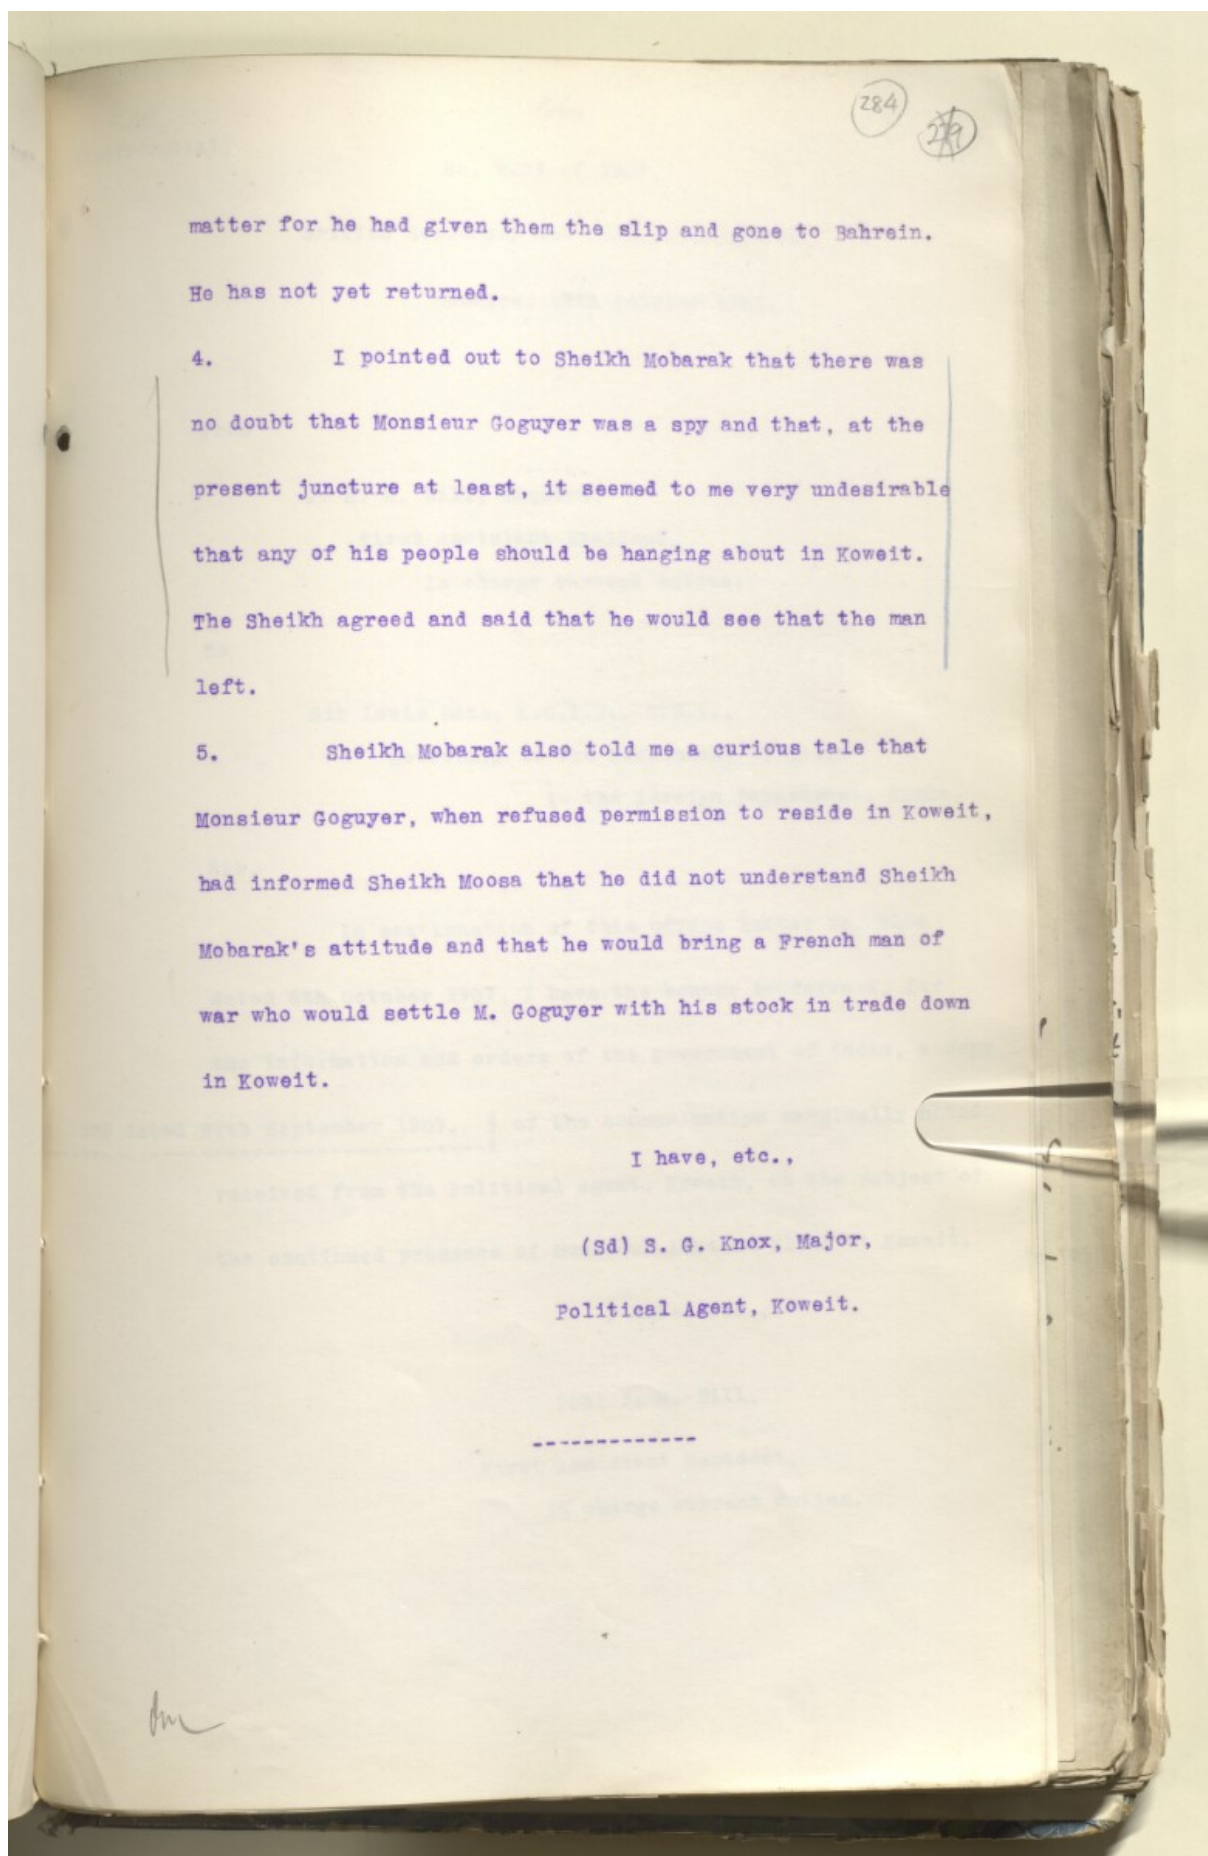 284
279
matter for he had given them the slip and gone to Bahrein.
He has not yet returned.
4. I pointed out to Sheikh Mobarak that there was
no doubt that Monsieur Goguyer was a spy and that, at the
present juncture at least, it seemed to me very undesirable
that any of his people should be hanging about in Koweit.
The Sheikh agreed and said that he would see that the man
left.
5. Sheikh Mobarak also told me a curious tale that
Monsieur Goguyer, when refused permission to reside in Koweit,
had informed Sheikh Moosa that he did not understand Sheikh
Mobarak's attitude and that he would bring a French man of
war who would settle M. Goguyer with his stock in trade down
in Koweit.
I have, etc.,
(Sd) S. G. Knox, Major,
Political Agent, Koweit.
-------------